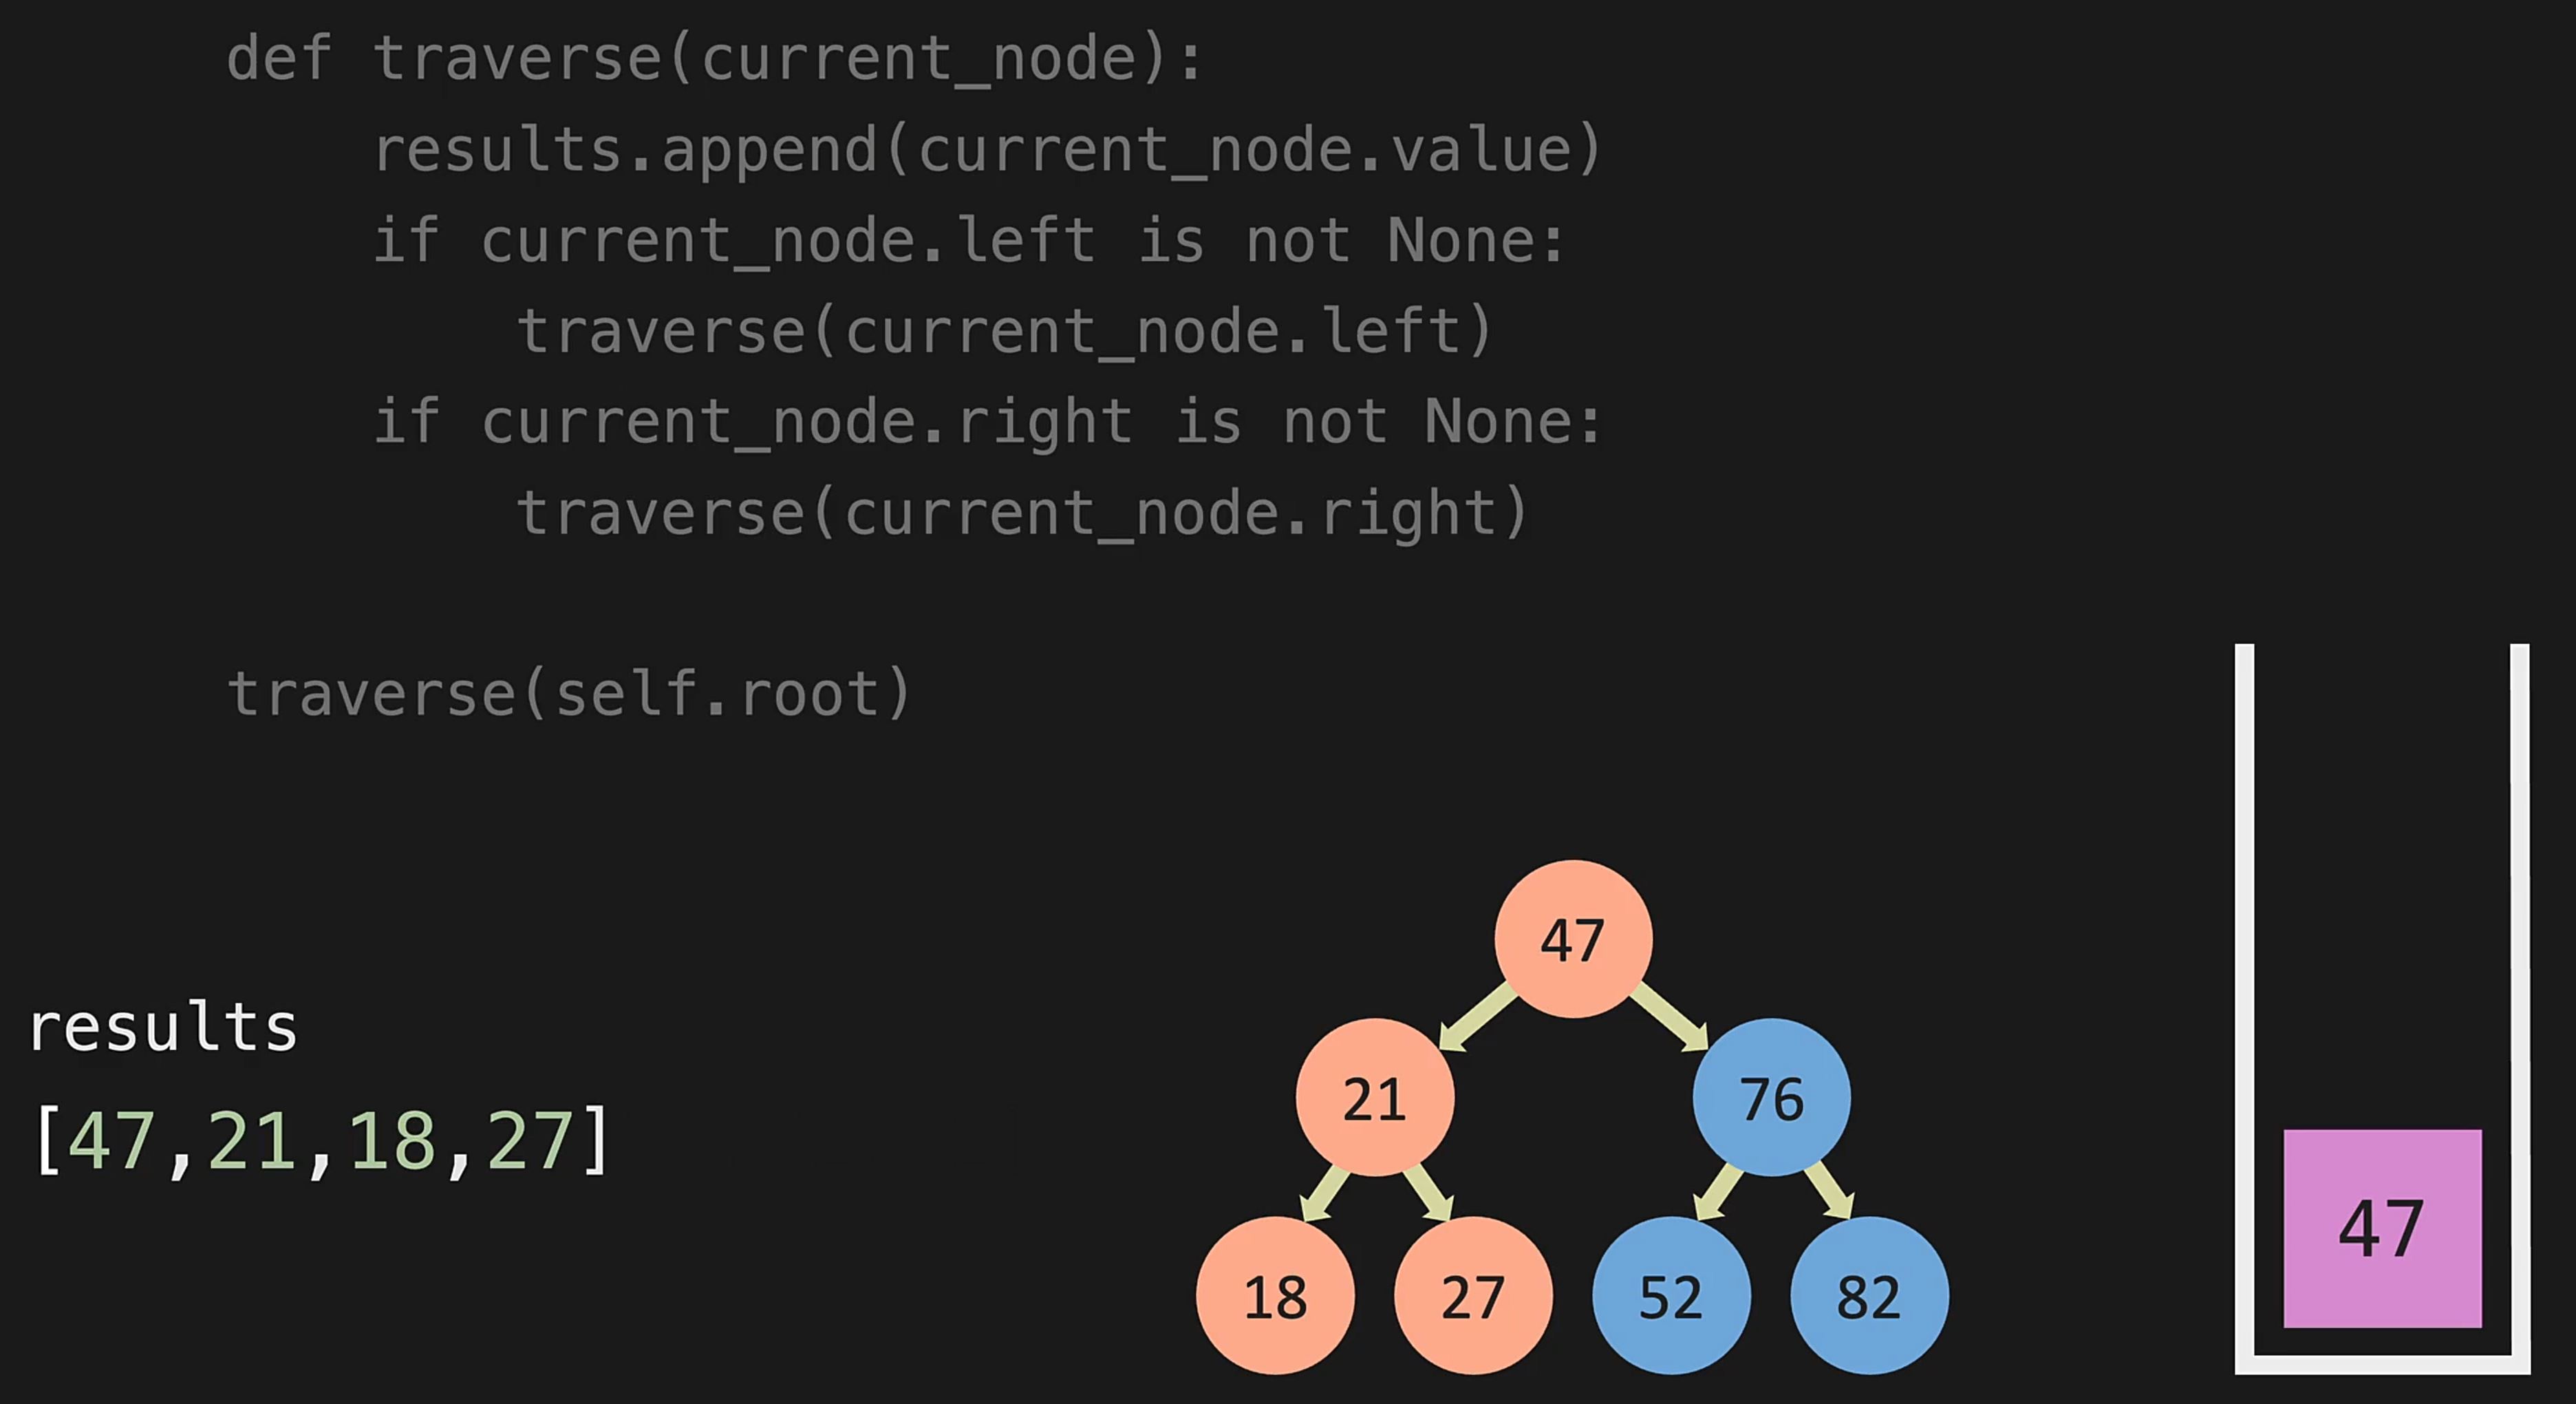 def traverse(current_node):
    results.append(current_node.value)
    if current_node.left is not None:
        traverse(current_node.left)
    if current_node.right is not None:
        traverse(current_node.right)
traverse(self.root)
results
[47,21,18,27]
47
21 76
18 27 52 82
47